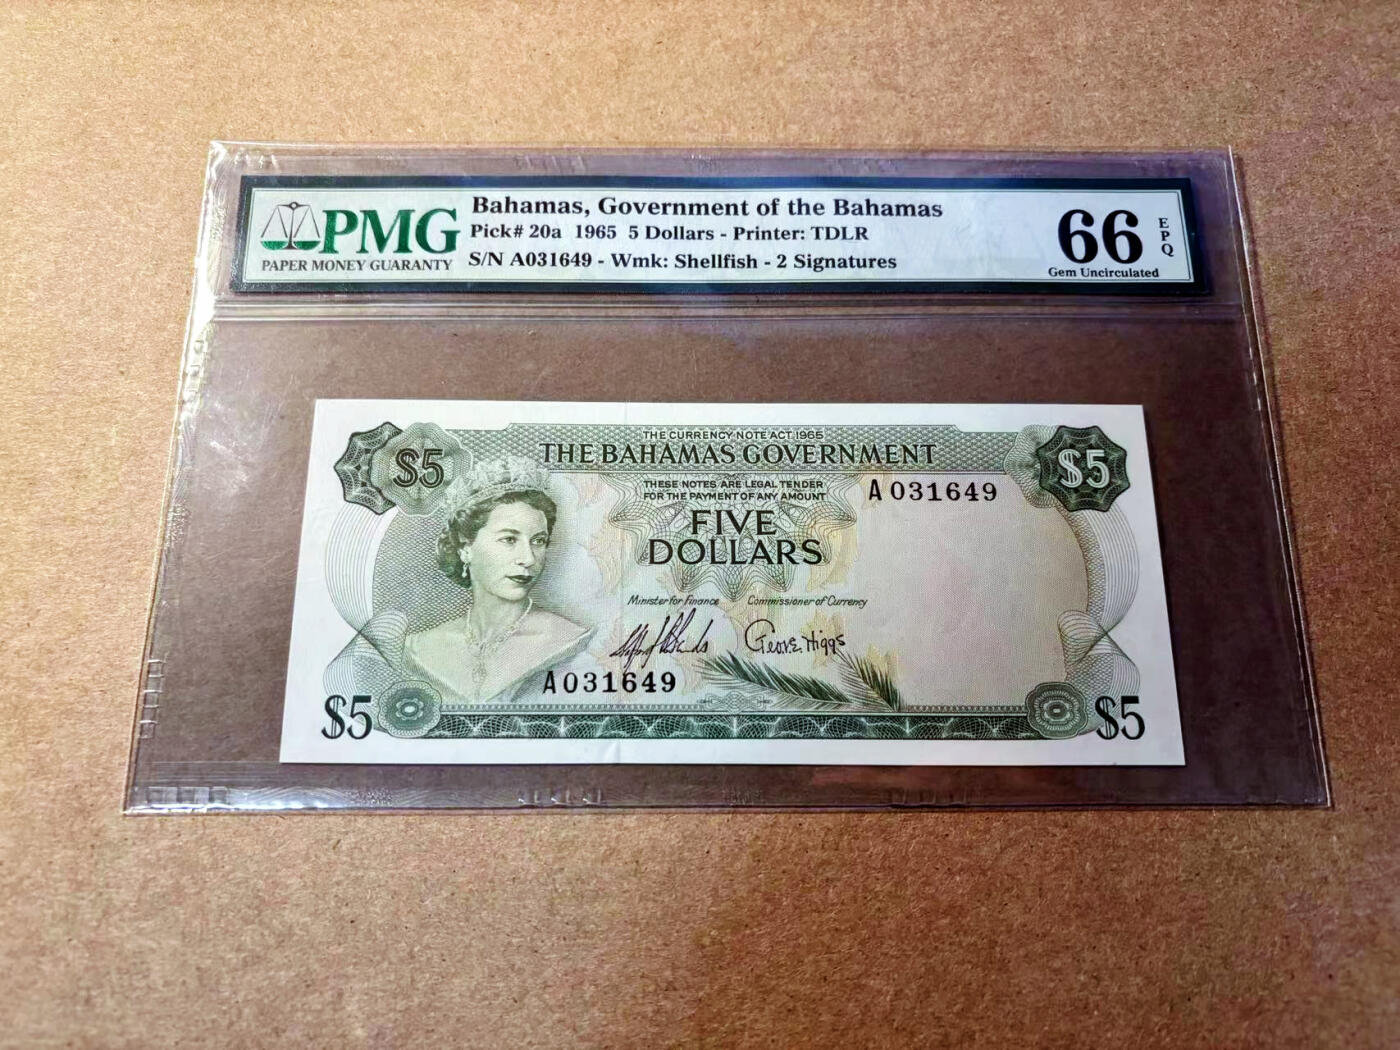 PMG
PAPER MONEY GUARANTY
Bahamas, Government of the Bahamas
Pick# 20a 1965 5 Dollars - Printer: TDLR
S/N A031649 - Wmk: Shellfish - 2 Signatures
66
EPQ
Gem Uncirculated
THE CURRENCY NOTE ACT 1965
THE BAHAMAS GOVERNMENT
$5
$5
THESE NOTES ARE LEGAL TENDER
FOR THE PAYMENT OF ANY AMOUNT
A 031649
FIVE
DOLLARS
Minister for Finance Commissioner of Currency
Geo. E. Higgs
A 031649
$5
$5